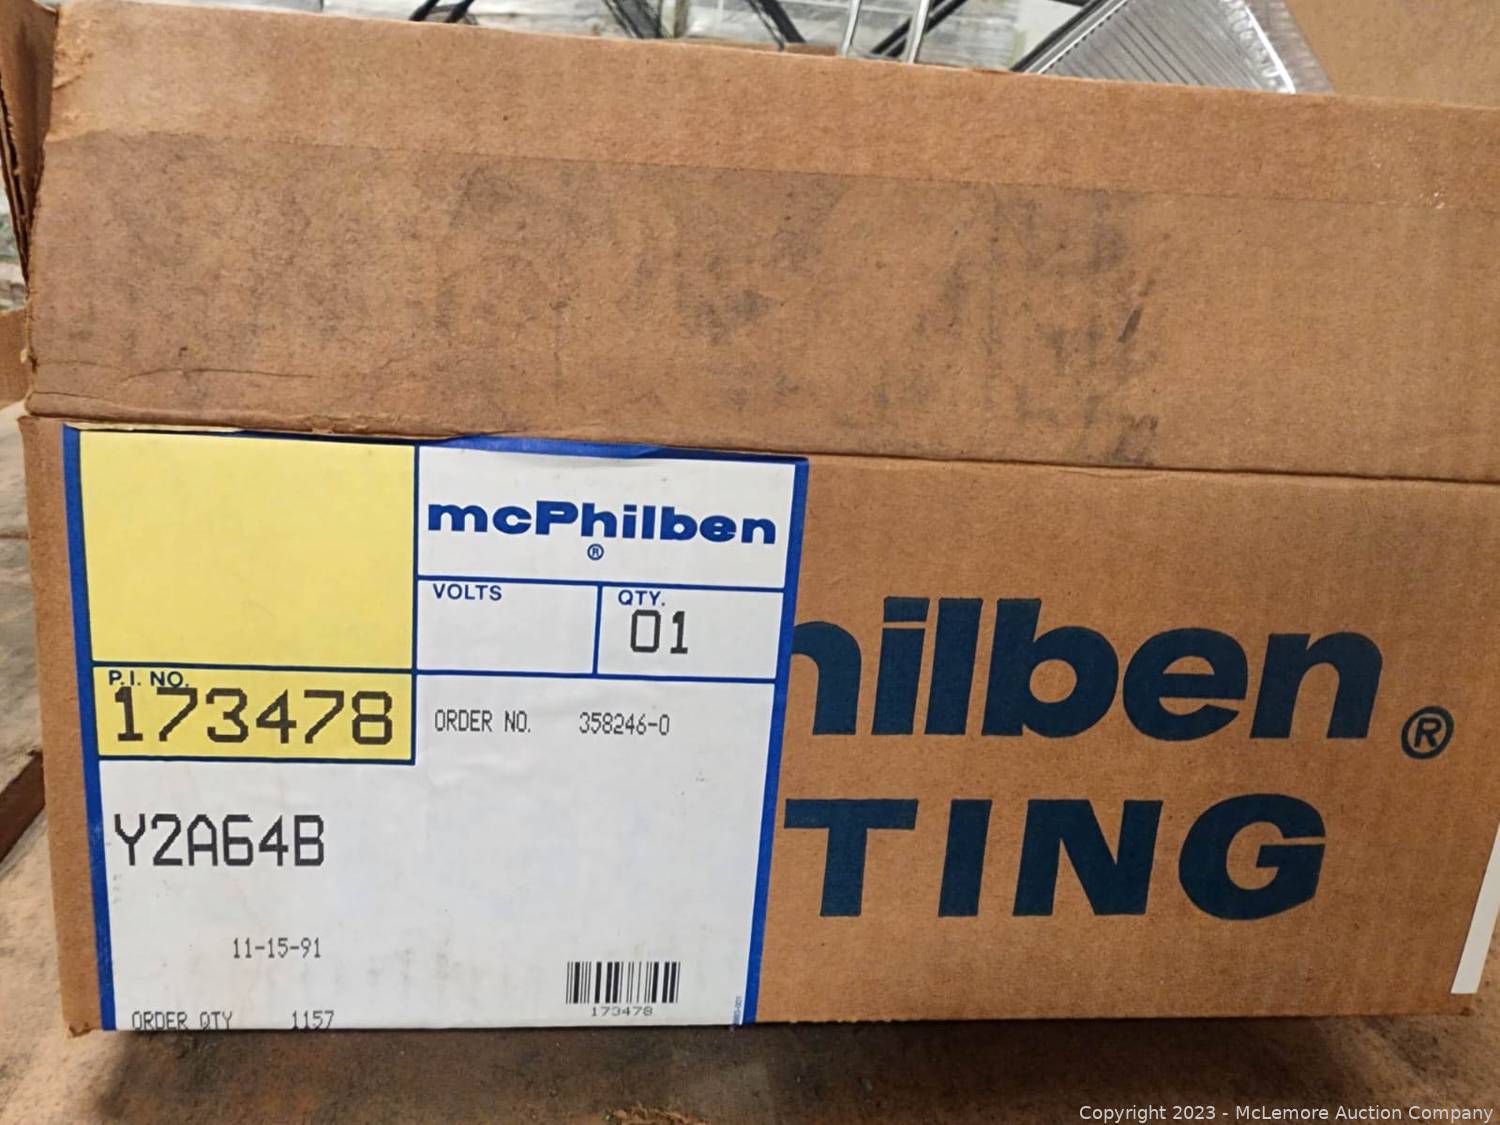 mcPhilben
®
VOLTS
QTY.
01
P.I. NO.
173478
ORDER NO. 358246-0
Y2A64B
11-15-91
173478
ORDER QTY 1157
hilben®
TING
Copyright 2023 - McLemore Auction Company